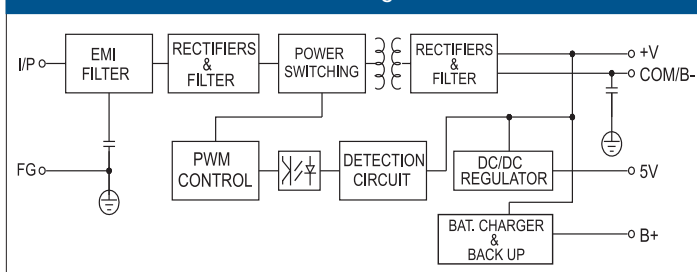 I/P
EMI
FILTER
RECTIFIERS
&
FILTER
POWER
SWITCHING
RECTIFIERS
&
FILTER
+V
COM/B-
FG
PWM
CONTROL
DETECTION
CIRCUIT
DC/DC
REGULATOR
5V
BAT. CHARGER
&
BACK UP
B+